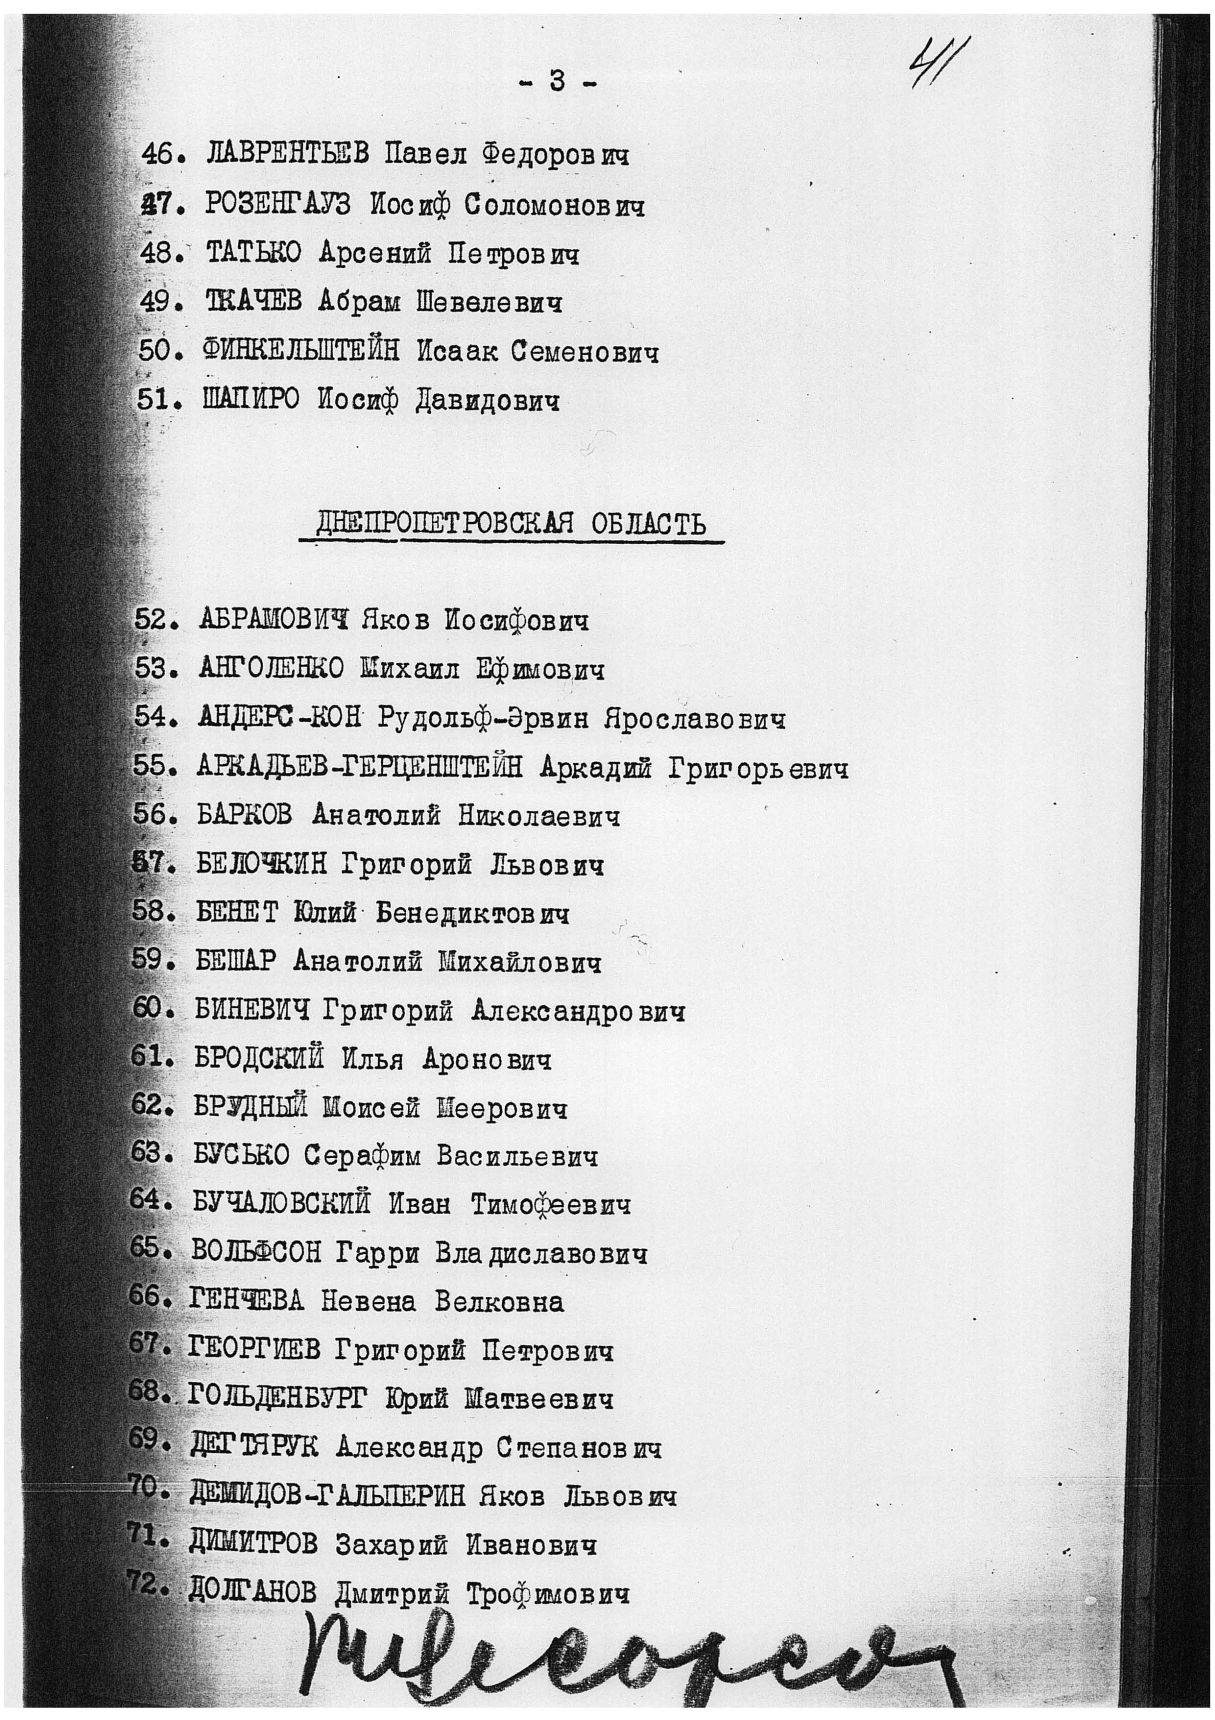 41
- 3 -
46. ЛАВРЕНТЬЕВ Павел Федорович
47. РОЗЕНГАУЗ Иосиф Соломонович
48. ТАТЬКО Арсений Петрович
49. ТКАЧЕВ Абрам Шевелевич
50. ФИНКЕЛЬШТЕЙН Исаак Семенович
51. ШАПИРО Иосиф Давидович
ДНЕПРОПЕТРОВСКАЯ ОБЛАСТЬ
52. АБРАМОВИЧ Яков Иосифович
53. АНГОЛЕНКО Михаил Ефимович
54. АНДЕРС-КОН Рудольф-Эрвин Ярославович
55. АРКАДЬЕВ-ГЕРЦЕНШТЕЙН Аркадий Григорьевич
56. БАРКОВ Анатолий Николаевич
57. БЕЛОЧКИН Григорий Львович
58. БЕНЕТ Юлий Бенедиктович
59. БЕШАР Анатолий Михайлович
60. БИНЕВИЧ Григорий Александрович
61. БРОДСКИЙ Илья Аронович
62. БРУДНЫЙ Моисей Меерович
63. БУСЬКО Серафим Васильевич
64. БУЧАЛОВСКИЙ Иван Тимофеевич
65. ВОЛЬФСОН Гарри Владиславович
66. ГЕНЧЕВА Невена Велковна
67. ГЕОРГИЕВ Григорий Петрович
68. ГОЛЬДЕНБУРГ Юрий Матвеевич
69. ДЕГТЯРУК Александр Степанович
70. ДЕМИДОВ-ГАЛЬПЕРИН Яков Львович
71. ДИМИТРОВ Захарий Иванович
72. ДОЛГАНОВ Дмитрий Трофимович